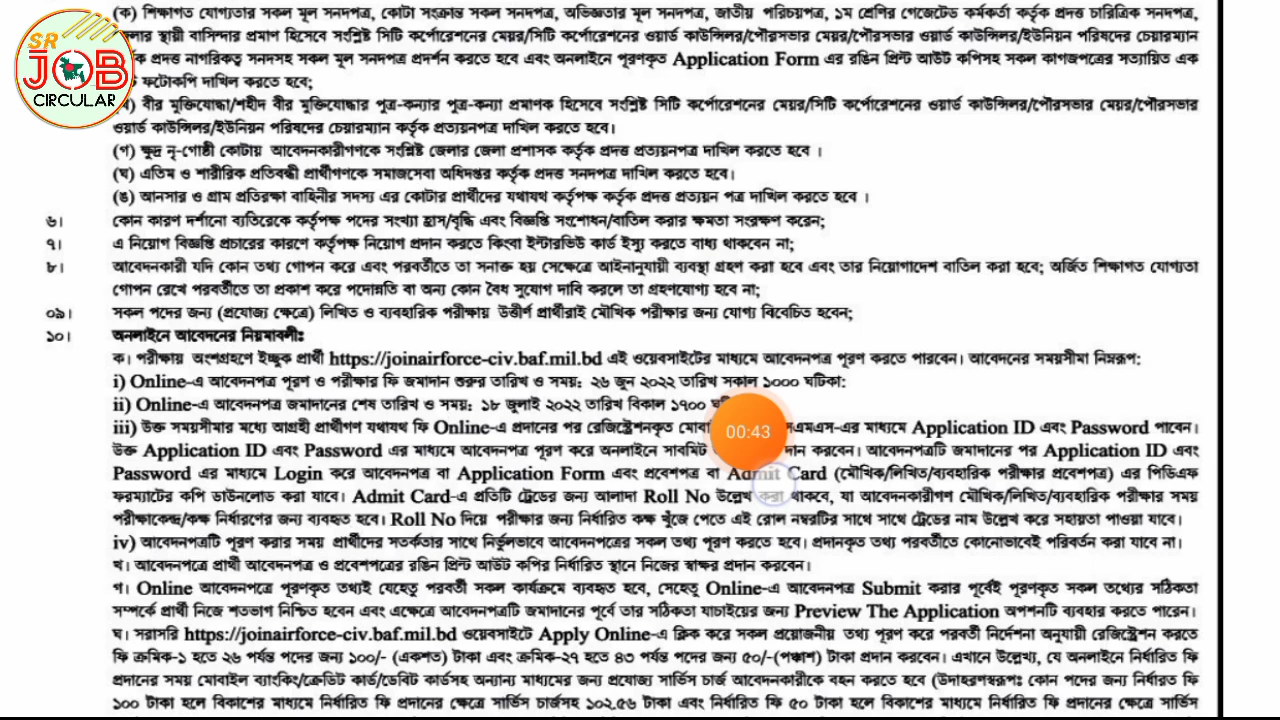 (ক) শিক্ষাগত যোগ্যতার সকল মূল সনদপত্র, কোটা সংক্রান্ত সকল সনদপত্র, অভিজ্ঞতার মূল সনদপত্র, জাতীয় পরিচয়পত্র, ১ম শ্রেণির গেজেটেড কর্মকর্তা কর্তৃক প্রদত্ত চারিত্রিক সনদপত্র,
স্থায়ী বাসিন্দার প্রমাণ হিসেবে সংশ্লিষ্ট সিটি কর্পোরেশনের মেয়র/সিটি কর্পোরেশনের ওয়ার্ড কাউন্সিলর/পৌরসভার মেয়র/পৌরসভার ওয়ার্ড কাউন্সিলর/ইউনিয়ন পরিষদের চেয়ারম্যান
প্রদত্ত নাগরিকত্ব সনদসহ সকল মূল সনদপত্র প্রদর্শন করতে হবে এবং অনলাইনে পূরণকৃত Application Form এর রঙিন প্রিন্ট আউট কপিসহ সকল কাগজপত্রের সত্যায়িত এক
ফটোকপি দাখিল করতে হবে;
SR
JOB
CIRCULAR
বীর মুক্তিযোদ্ধা/শহীদ বীর মুক্তিযোদ্ধার পুত্র-কন্যার পুত্র-কন্যা প্রমাণক হিসেবে সংশ্লিষ্ট সিটি কর্পোরেশনের মেয়র/সিটি কর্পোরেশনের ওয়ার্ড কাউন্সিলর/পৌরসভার মেয়র/পৌরসভার
ওয়ার্ড কাউন্সিলর/ইউনিয়ন পরিষদের চেয়ারম্যান কর্তৃক প্রত্যয়নপত্র দাখিল করতে হবে।
(গ) ক্ষুদ্র নৃ-গোষ্ঠী কোটায় আবেদনকারীগণকে সংশ্লিষ্ট জেলার জেলা প্রশাসক কর্তৃক প্রদত্ত প্রত্যয়নপত্র দাখিল করতে হবে ।
(ঘ) এতিম ও শারীরিক প্রতিবন্ধী প্রার্থীগণকে সমাজসেবা অধিদপ্তর কর্তৃক প্রদত্ত সনদপত্র দাখিল করতে হবে।
(ঙ) আনসার ও গ্রাম প্রতিরক্ষা বাহিনীর সদস্য এর কোটার প্রার্থীদের যথাযথ কর্তৃপক্ষ কর্তৃক প্রদত্ত প্রত্যয়ন পত্র দাখিল করতে হবে ।
৬। কোন কারণ দর্শানো ব্যতিরেকে কর্তৃপক্ষ পদের সংখ্যা হ্রাস/বৃদ্ধি এবং বিজ্ঞপ্তি সংশোধন/বাতিল করার ক্ষমতা সংরক্ষণ করেন;
৭। এ নিয়োগ বিজ্ঞপ্তি প্রচারের কারণে কর্তৃপক্ষ নিয়োগ প্রদান করতে কিংবা ইন্টারভিউ কার্ড ইস্যু করতে বাধ্য থাকবেন না;
৮। আবেদনকারী যদি কোন তথ্য গোপন করে এবং পরবর্তীতে তা সনাক্ত হয় সেক্ষেত্রে আইনানুযায়ী ব্যবস্থা গ্রহণ করা হবে এবং তার নিয়োগাদেশ বাতিল করা হবে; অর্জিত শিক্ষাগত যোগ্যতা
গোপন রেখে পরবর্তীতে তা প্রকাশ করে পদোন্নতি বা অন্য কোন বৈধ সুযোগ দাবি করলে তা গ্রহণযোগ্য হবে না;
০৯। সকল পদের জন্য (প্রযোজ্য ক্ষেত্রে) লিখিত ও ব্যবহারিক পরীক্ষায় উত্তীর্ণ প্রার্থীরাই মৌখিক পরীক্ষার জন্য যোগ্য বিবেচিত হবেন;
১০। অনলাইনে আবেদনের নিয়মাবলীঃ
ক। পরীক্ষায় অংশগ্রহণে ইচ্ছুক প্রার্থী https://joinairforce-civ.baf.mil.bd এই ওয়েবসাইটের মাধ্যমে আবেদনপত্র পূরণ করতে পারবেন। আবেদনের সময়সীমা নিম্নরূপ:
i) Online-এ আবেদনপত্র পূরণ ও পরীক্ষার ফি জমাদান শুরুর তারিখ ও সময়: ২৬ জুন ২০২২ তারিখ সকাল ১০০০ ঘটিকা:
ii) Online-এ আবেদনপত্র জমাদানের শেষ তারিখ ও সময়: ১৮ জুলাই ২০২২ তারিখ বিকাল ১৭০০
iii) উক্ত সময়সীমার মধ্যে আগ্রহী প্রার্থীগণ যথাযথ ফি Online-এ প্রদানের পর রেজিস্ট্রেশনকৃত 00:43 মাধ্যমে Application ID এবং Password পাবেন।
উক্ত Application ID এবং Password এর মাধ্যমে আবেদনপত্র পূরণ করে অনলাইনে সাবমিট করবেন। আবেদনপত্রটি জমাদানের পর Application ID এবং
Password এর মাধ্যমে Login করে আবেদনপত্র বা Application Form এবং প্রবেশপত্র বা Admit Card (মৌখিক/লিখিত/ব্যবহারিক পরীক্ষার প্রবেশপত্র) এর পিডিএফ
ফরম্যাটের কপি ডাউনলোড করা যাবে। Admit Card-এ প্রতিটি ট্রেডের জন্য আলাদা Roll No উল্লেখ করা থাকবে, যা আবেদনকারীগণ মৌখিক/লিখিত/ব্যবহারিক পরীক্ষার সময়
পরীক্ষাকেন্দ্র/কক্ষ নির্ধারণের জন্য ব্যবহৃত হবে। Roll No দিয়ে পরীক্ষার জন্য নির্ধারিত কক্ষ খুঁজে পেতে এই রোল নম্বরটির সাথে সাথে ট্রেডের নাম উল্লেখ করে সহায়তা পাওয়া যাবে।
iv) আবেদনপত্রটি পূরণ করার সময় প্রার্থীদের সতর্কতার সাথে নির্ভুলভাবে আবেদনপত্রের সকল তথ্য পূরণ করতে হবে। প্রদানকৃত তথ্য পরবর্তীতে কোনোভাবেই পরিবর্তন করা যাবে না।
খ। আবেদনপত্রে প্রার্থী আবেদনপত্র ও প্রবেশপত্রের রঙিন প্রিন্ট আউট কপির নির্ধারিত স্থানে নিজের স্বাক্ষর প্রদান করবেন।
গ। Online আবেদনপত্রে পূরণকৃত তথ্যই যেহেতু পরবর্তী সকল কার্যক্রমে ব্যবহৃত হবে, সেহেতু Online-এ আবেদনপত্র Submit করার পূর্বেই পূরণকৃত সকল তথ্যের সঠিকতা
সম্পর্কে প্রার্থী নিজে শতভাগ নিশ্চিত হবেন এবং এক্ষেত্রে আবেদনপত্রটি জমাদানের পূর্বে তার সঠিকতা যাচাইয়ের জন্য Preview The Application অপশনটি ব্যবহার করতে পারেন।
ঘ। সরাসরি https://joinairforce-civ.baf.mil.bd ওয়েবসাইটে Apply Online-এ ক্লিক করে সকল প্রয়োজনীয় তথ্য পূরণ করে পরবর্তী নির্দেশনা অনুযায়ী রেজিস্ট্রেশন করতে
ফি ক্রমিক-১ হতে ২৬ পর্যন্ত পদের জন্য ১০০/- (একশত) টাকা এবং ক্রমিক-২৭ হতে ৪৩ পর্যন্ত পদের জন্য ৫০/-(পঞ্চাশ) টাকা প্রদান করবেন। এখানে উল্লেখ্য, যে অনলাইনে নির্ধারিত ফি
প্রদানের সময় মোবাইল ব্যাংকিং/ক্রেডিট কার্ড/ডেবিট কার্ডসহ অন্যান্য মাধ্যমের জন্য প্রযোজ্য সার্ভিস চার্জ আবেদনকারীকে বহন করতে হবে (উদাহরণস্বরূপঃ কোন পদের জন্য নির্ধারত ফি
১০০ টাকা হলে বিকাশের মাধ্যমে নির্ধারিত ফি প্রদানের ক্ষেত্রে সার্ভিস চার্জসহ ১০২.৫৬ টাকা এবং নির্ধারিত ফি ৫০ টাকা হলে বিকাশের মাধ্যমে নির্ধারিত ফি প্রদানের ক্ষেত্রে সার্ভিস